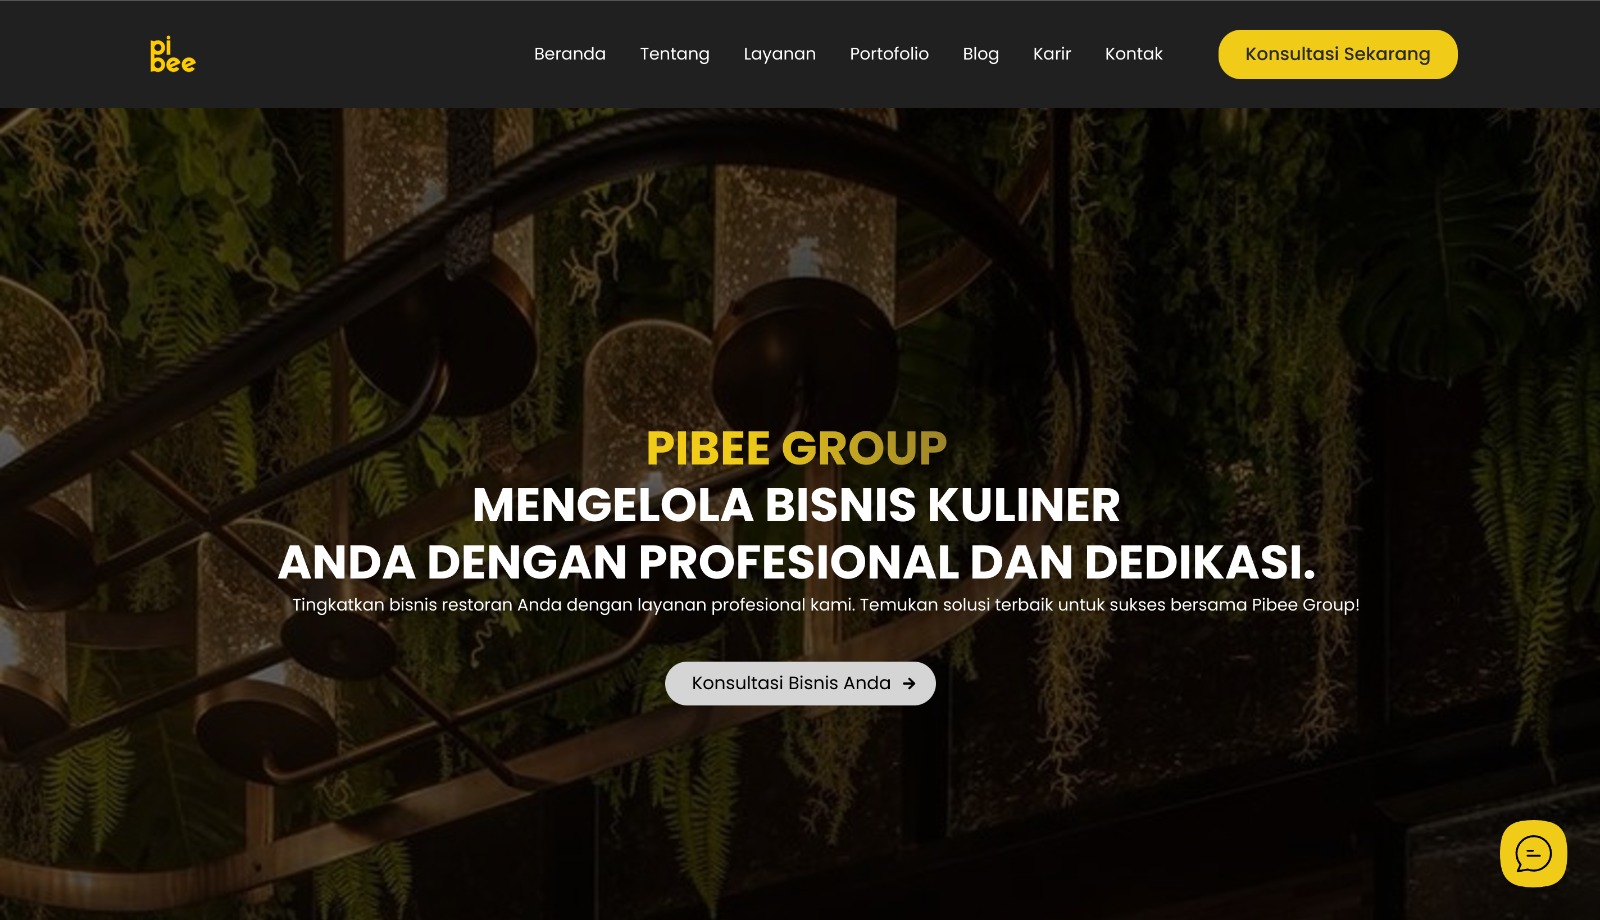 pi
bee
Beranda Tentang Layanan Portofolio Blog Karir Kontak Konsultasi Sekarang
PIBEE GROUP
MENGELOLA BISNIS KULINER
ANDA DENGAN PROFESIONAL DAN DEDIKASI.
Tingkatkan bisnis restoran Anda dengan layanan profesional kami. Temukan solusi terbaik untuk sukses bersama Pibee Group!
Konsultasi Bisnis Anda